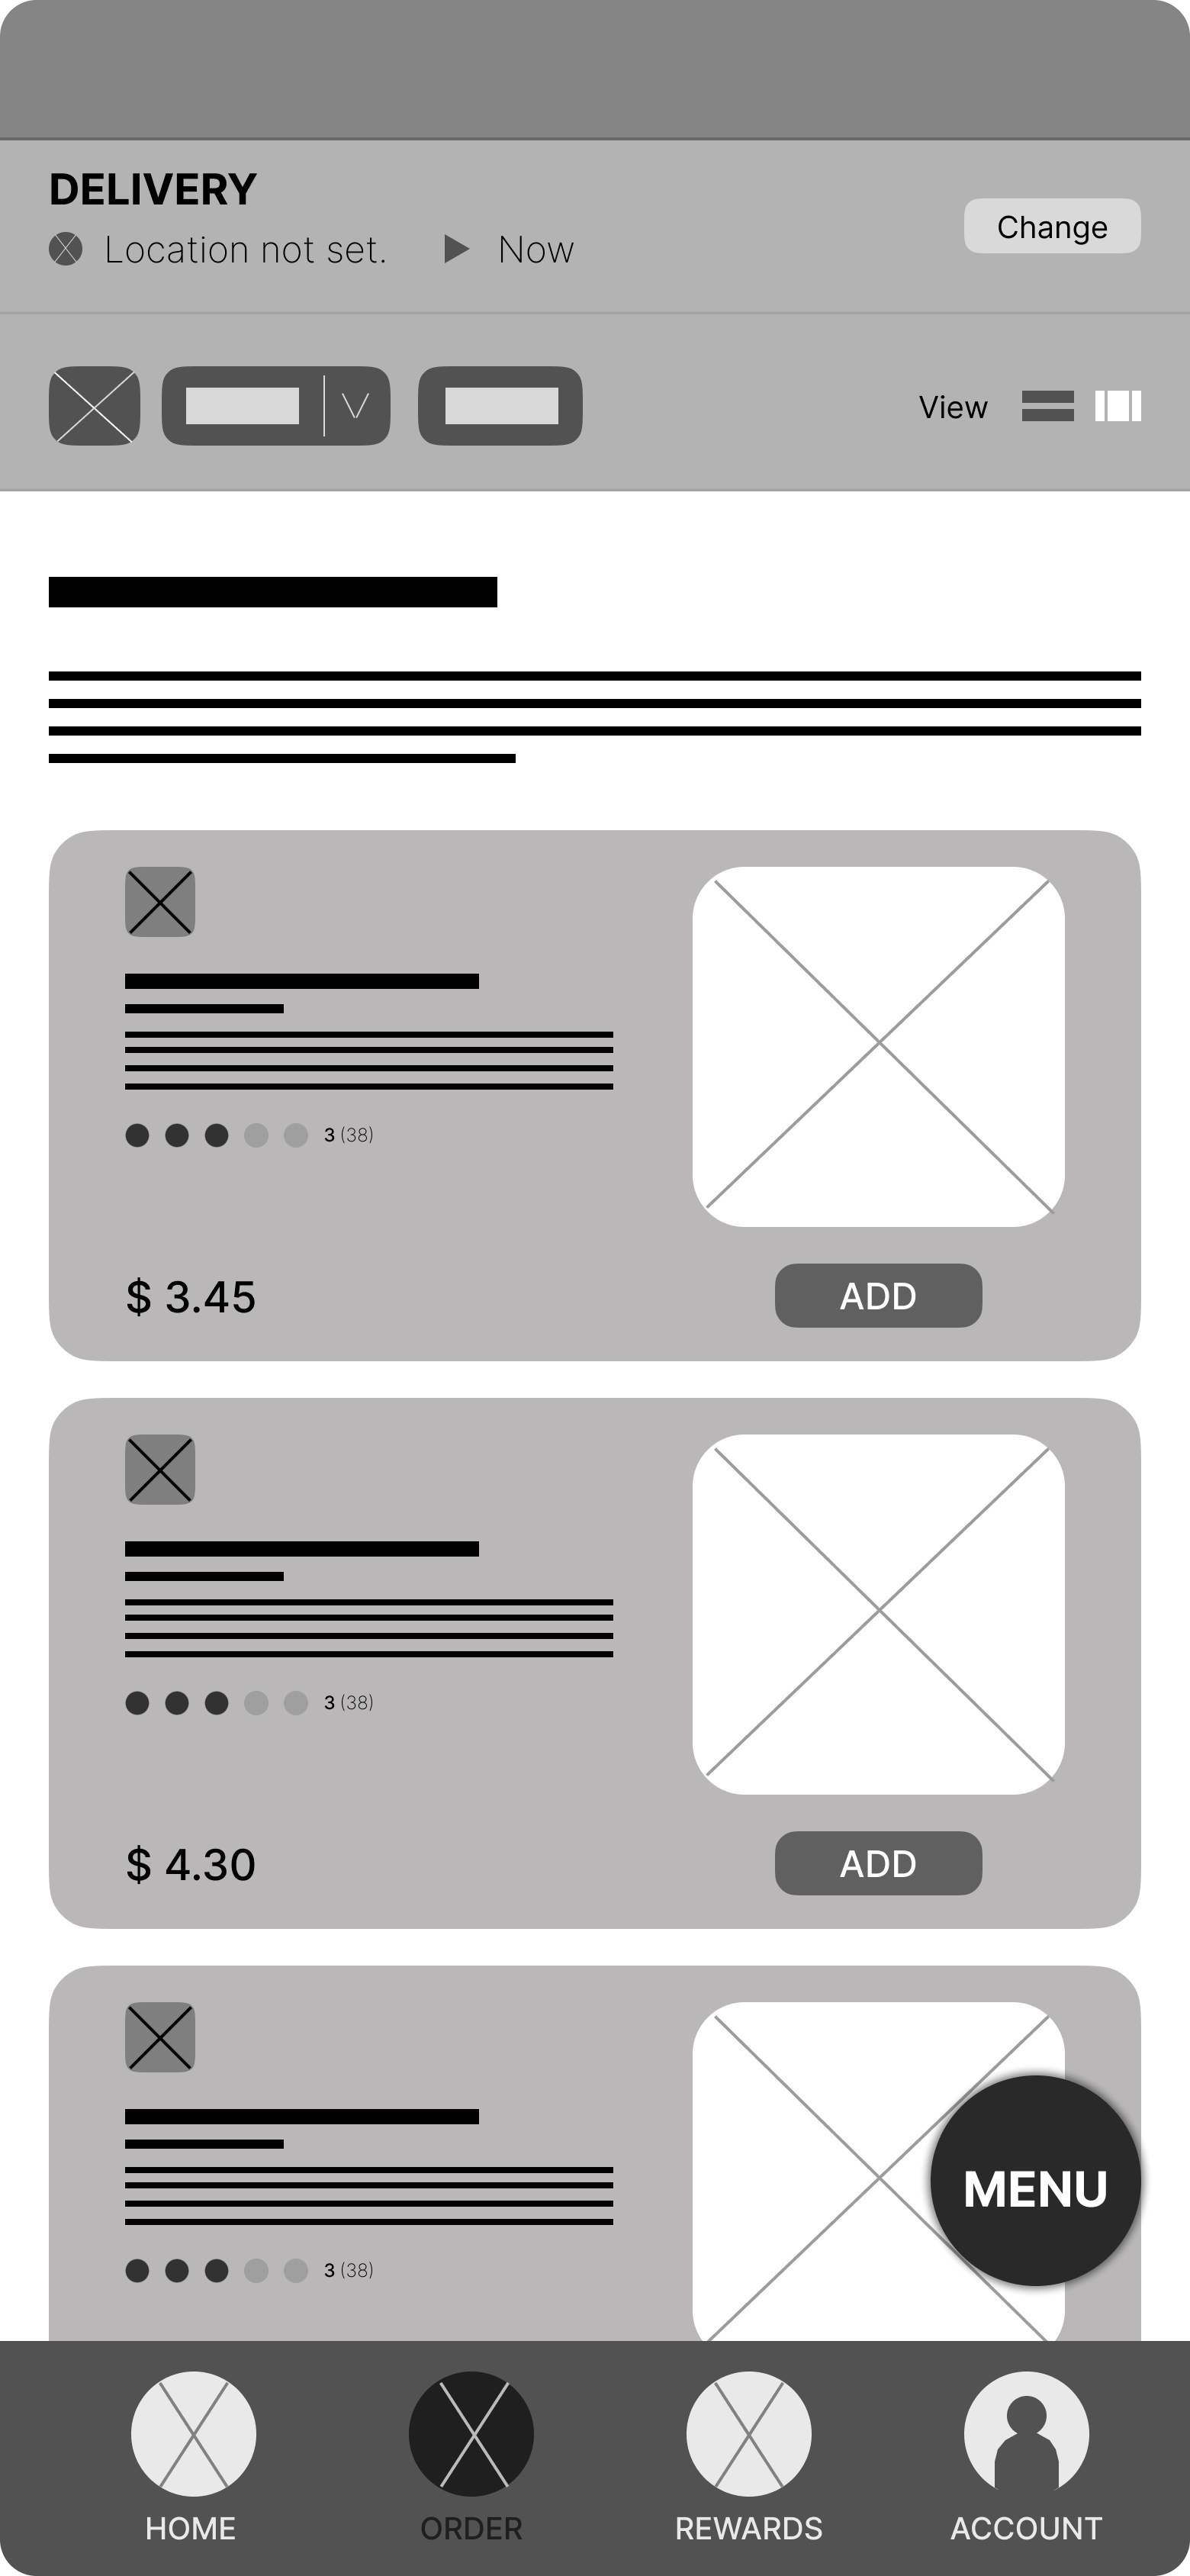 DELIVERY
Location not set. Now
Change
View
3 (38)
$ 3.45
ADD
3 (38)
$ 4.30
ADD
3 (38)
MENU
HOME
ORDER
REWARDS
ACCOUNT